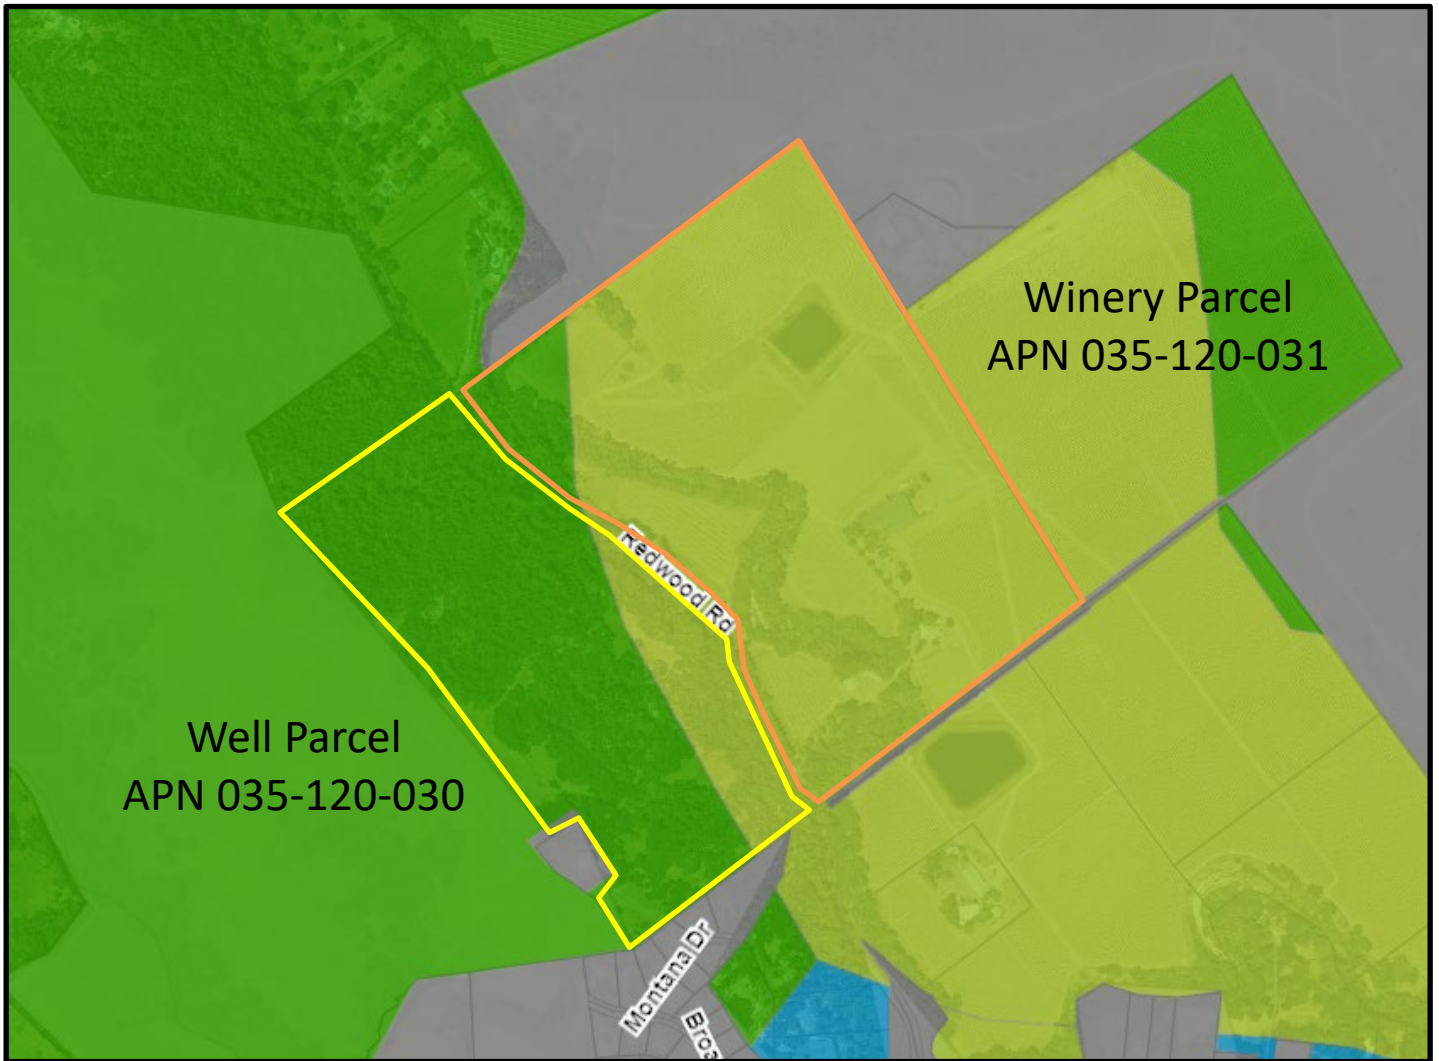 Winery Parcel
APN 035-120-031
Redwood Rd
Well Parcel
APN 035-120-030
Montana Dr